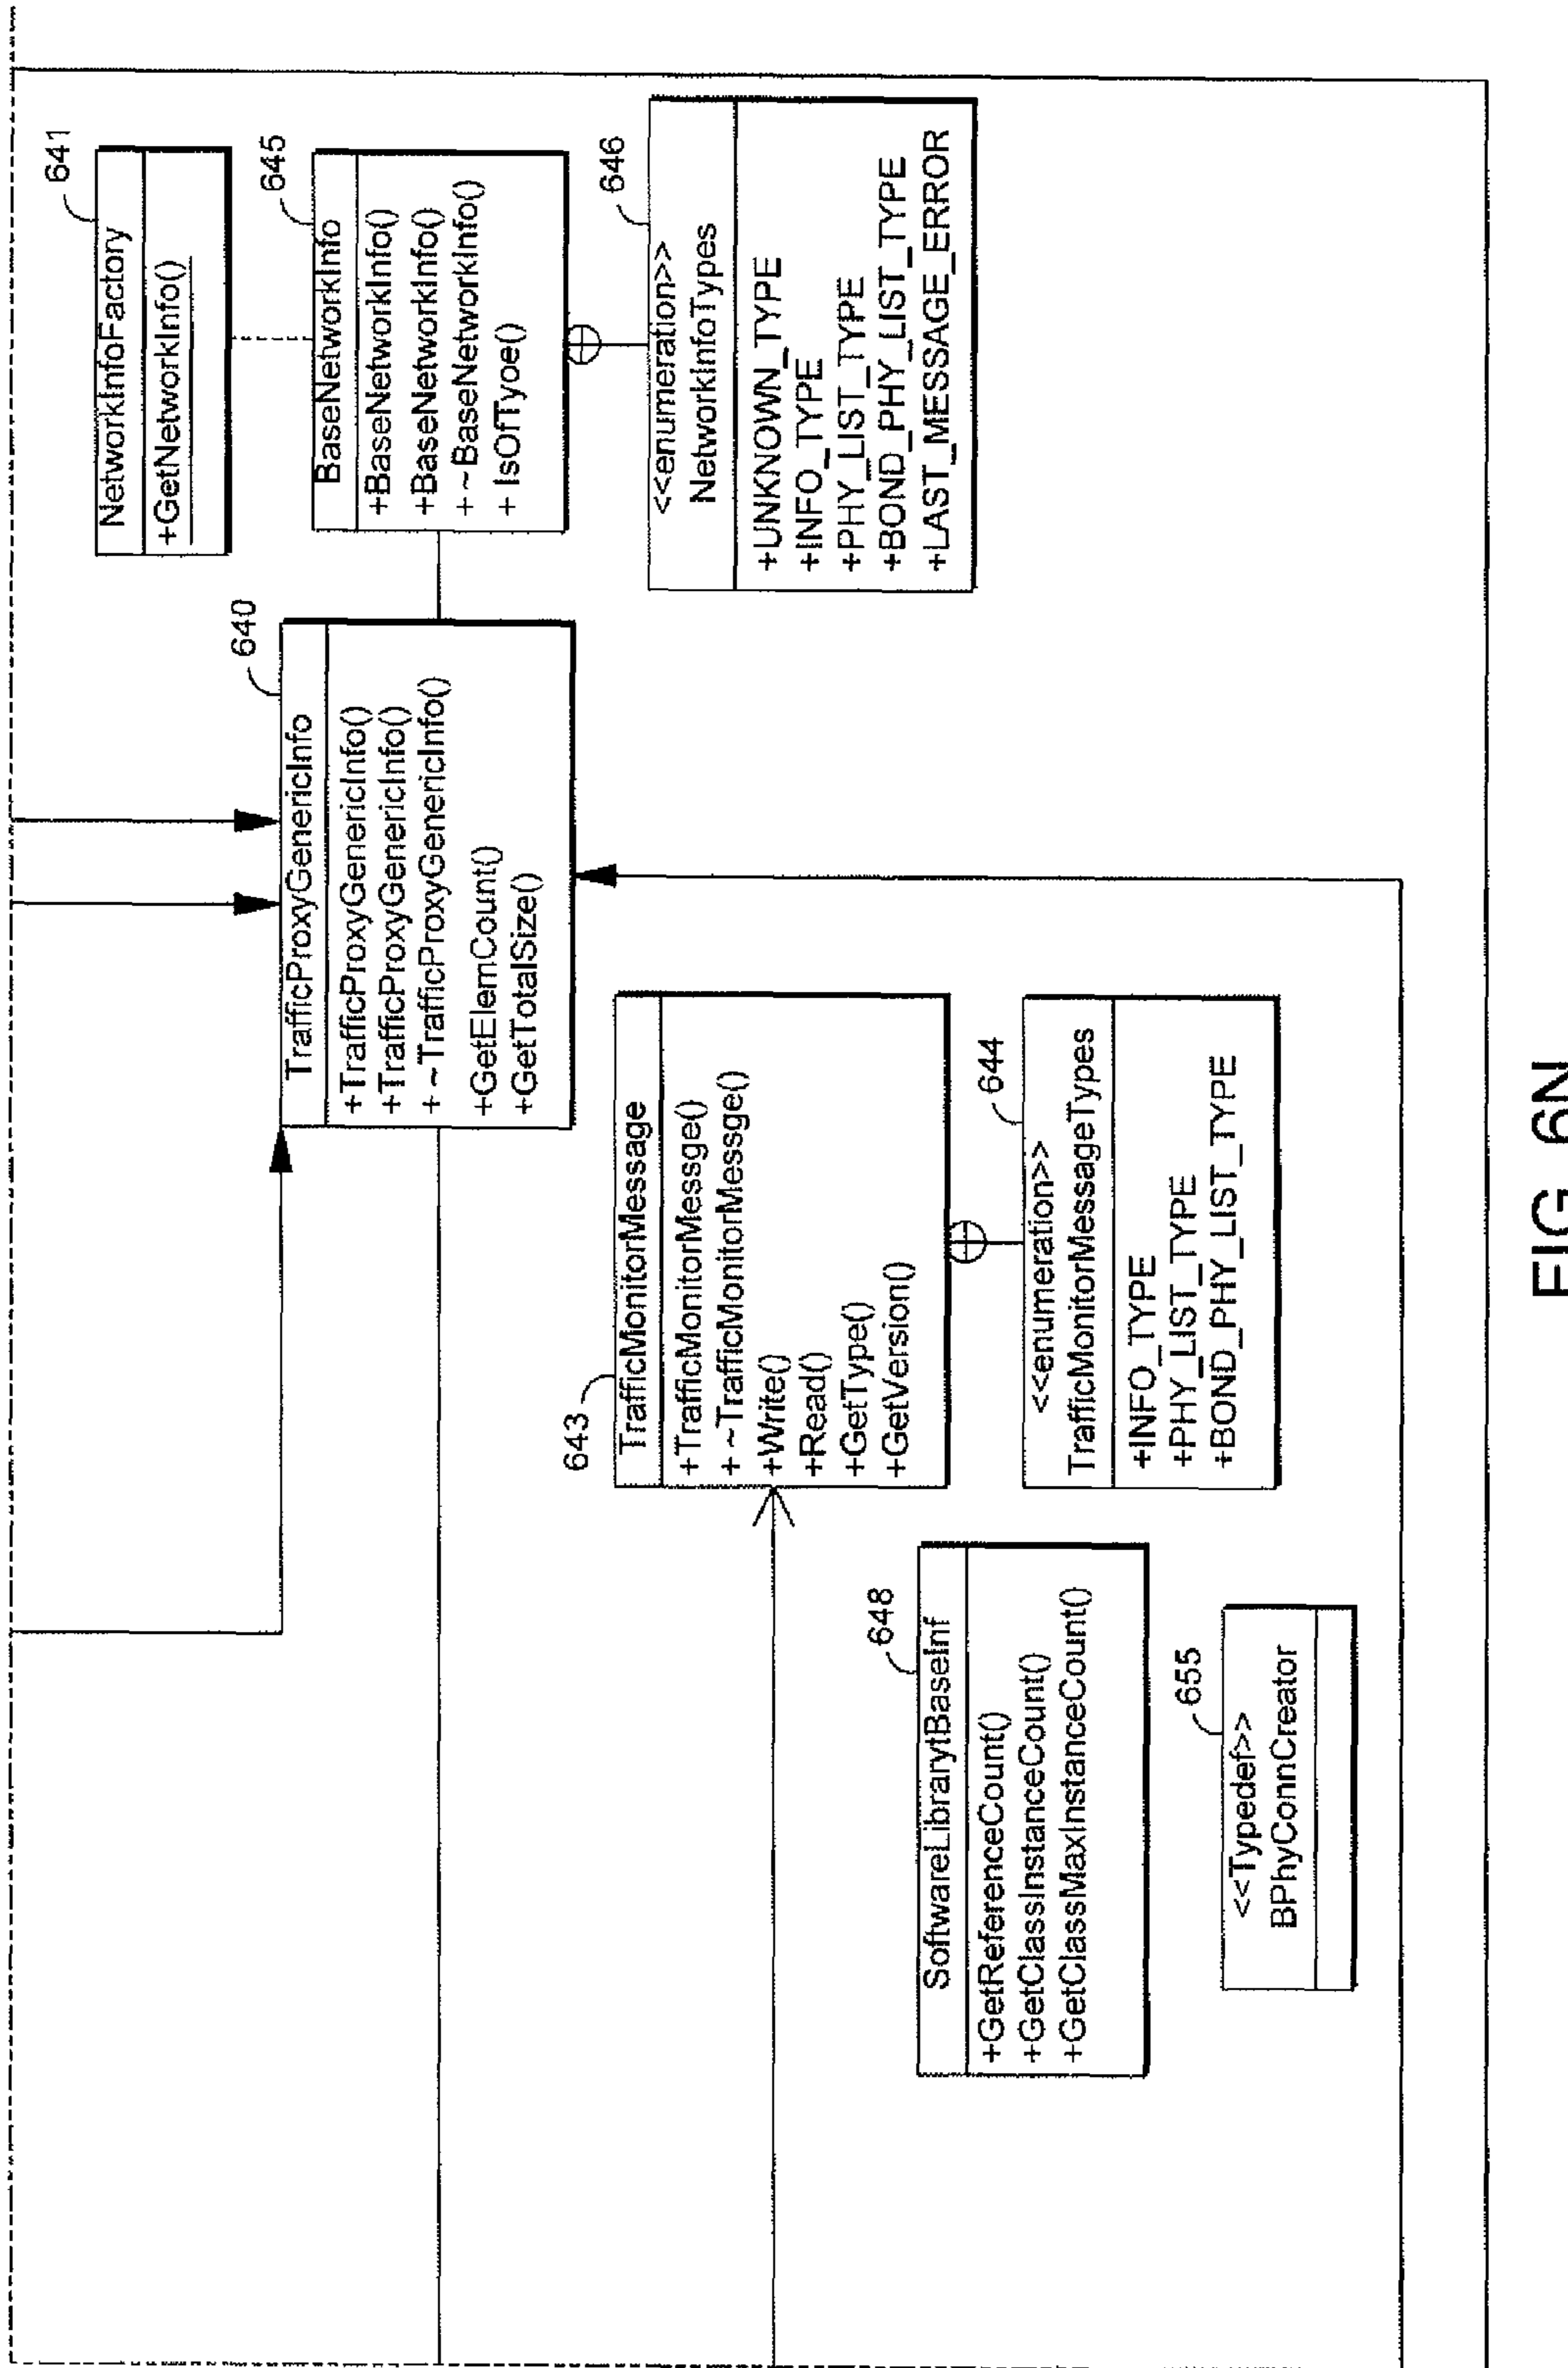 641
NetworkInfoFactory
+GetNetworkInfo()
645
BaseNetworkInfo
+BaseNetworkInfo()
+BaseNetworkInfo()
+ ~BaseNetworkInfo()
+ IsOfTyoe()
646
<<enumeration>>
NetworkInfoTypes
+UNKNOWN_TYPE
+INFO_TYPE
+PHY_LIST_TYPE
+BOND_PHY_LIST_TYPE
+LAST_MESSAGE_ERROR
640
TrafficProxyGenericInfo
+TrafficProxyGenericInfo()
+TrafficProxyGenericInfo()
+ ~TrafficProxyGenericInfo()
+GetElemCount()
+GetTotalSize()
643
TrafficMonitorMessage
+TrafficMonitorMessge()
+ ~TrafficMonitorMessge()
+Write()
+Read()
+GetType()
+GetVersion()
644
<<enumeration>>
TrafficMonitorMessageTypes
+INFO_TYPE
+PHY_LIST_TYPE
+BOND_PHY_LIST_TYPE
648
SoftwareLibrarytBaseInf
+GetReferenceCount()
+GetClassInstanceCount()
+GetClassMaxInstanceCount()
655
<<Typedef>>
BPhyConnCreator
FIG. 6N